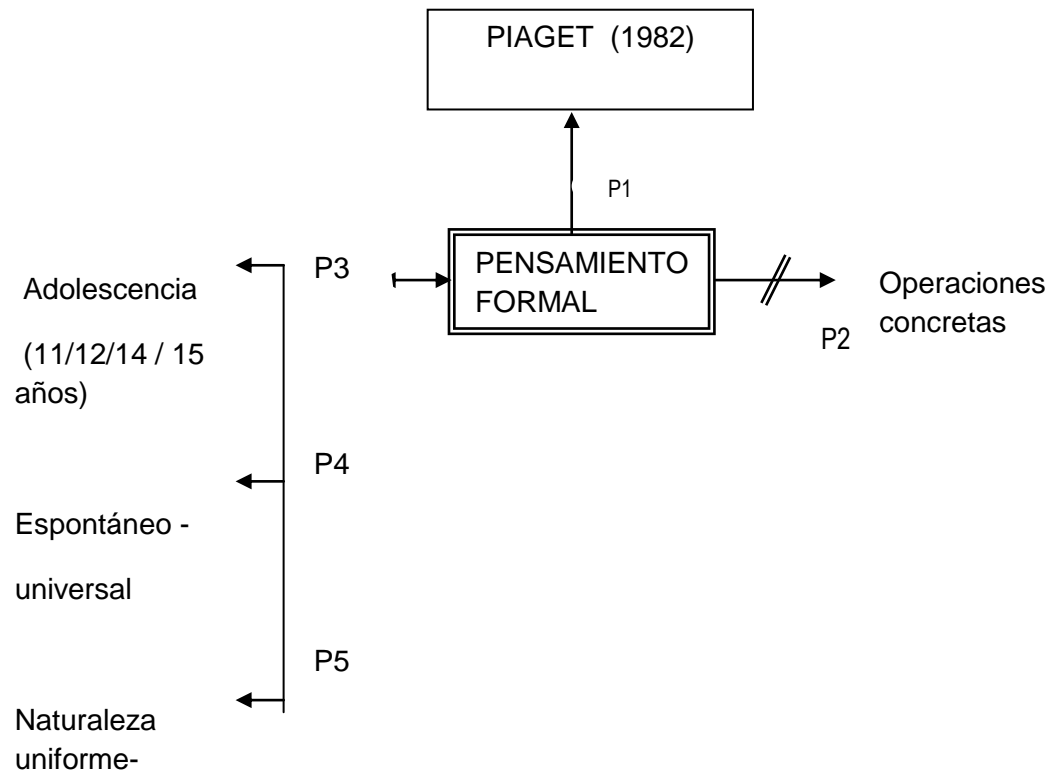 PIAGET (1982)
P1
PENSAMIENTO
FORMAL
P2
Operaciones
concretas
P3
Adolescencia
(11/12/14 / 15
años)
P4
Espontáneo -
universal
P5
Naturaleza
uniforme-